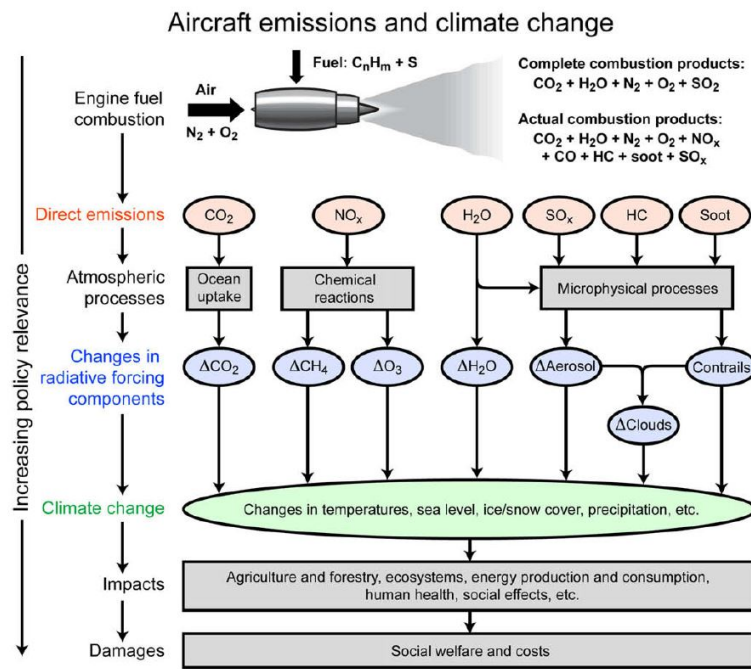 Aircraft emissions and climate change
Increasing policy relevance
Engine fuel
combustion
Air
N₂ + O₂
Fuel: CₙHₘ + S
Complete combustion products:
CO₂ + H₂O + N₂ + O₂ + SO₂
Actual combustion products:
CO₂ + H₂O + N₂ + O₂ + NOₓ
+ CO + HC + soot + SOₓ
Direct emissions
CO₂
NOₓ
H₂O
SOₓ
HC
Soot
Atmospheric
processes
Ocean
uptake
Chemical
reactions
Microphysical processes
Changes in
radiative forcing
components
ΔCO₂
ΔCH₄
ΔO₃
ΔH₂O
ΔAerosol
Contrails
ΔClouds
Climate change
Changes in temperatures, sea level, ice/snow cover, precipitation, etc.
Impacts
Agriculture and forestry, ecosystems, energy production and consumption,
human health, social effects, etc.
Damages
Social welfare and costs